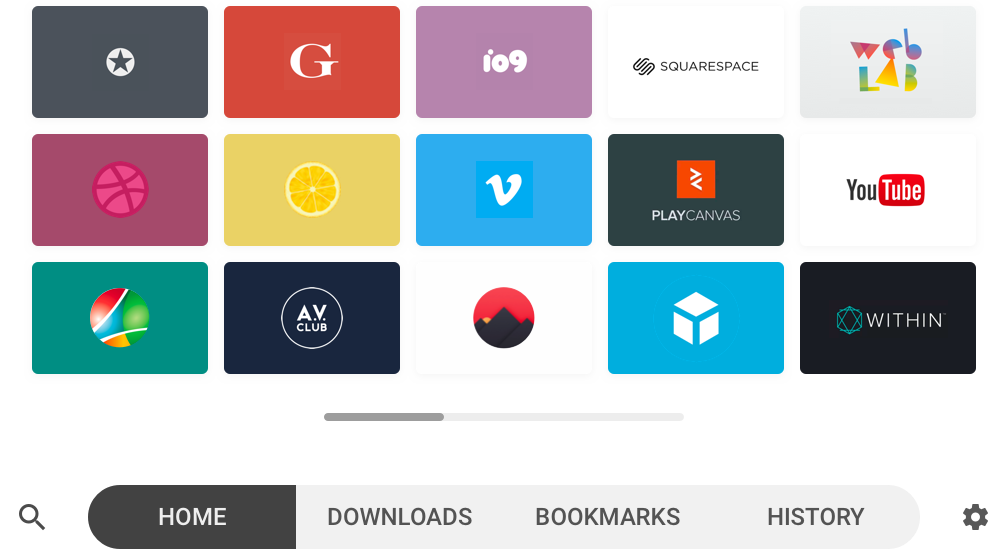 G
io9
SQUARESPACE
web
LAB
PLAYCANVAS
YouTube
A.V.
CLUB
WITHIN
HOME
DOWNLOADS
BOOKMARKS
HISTORY